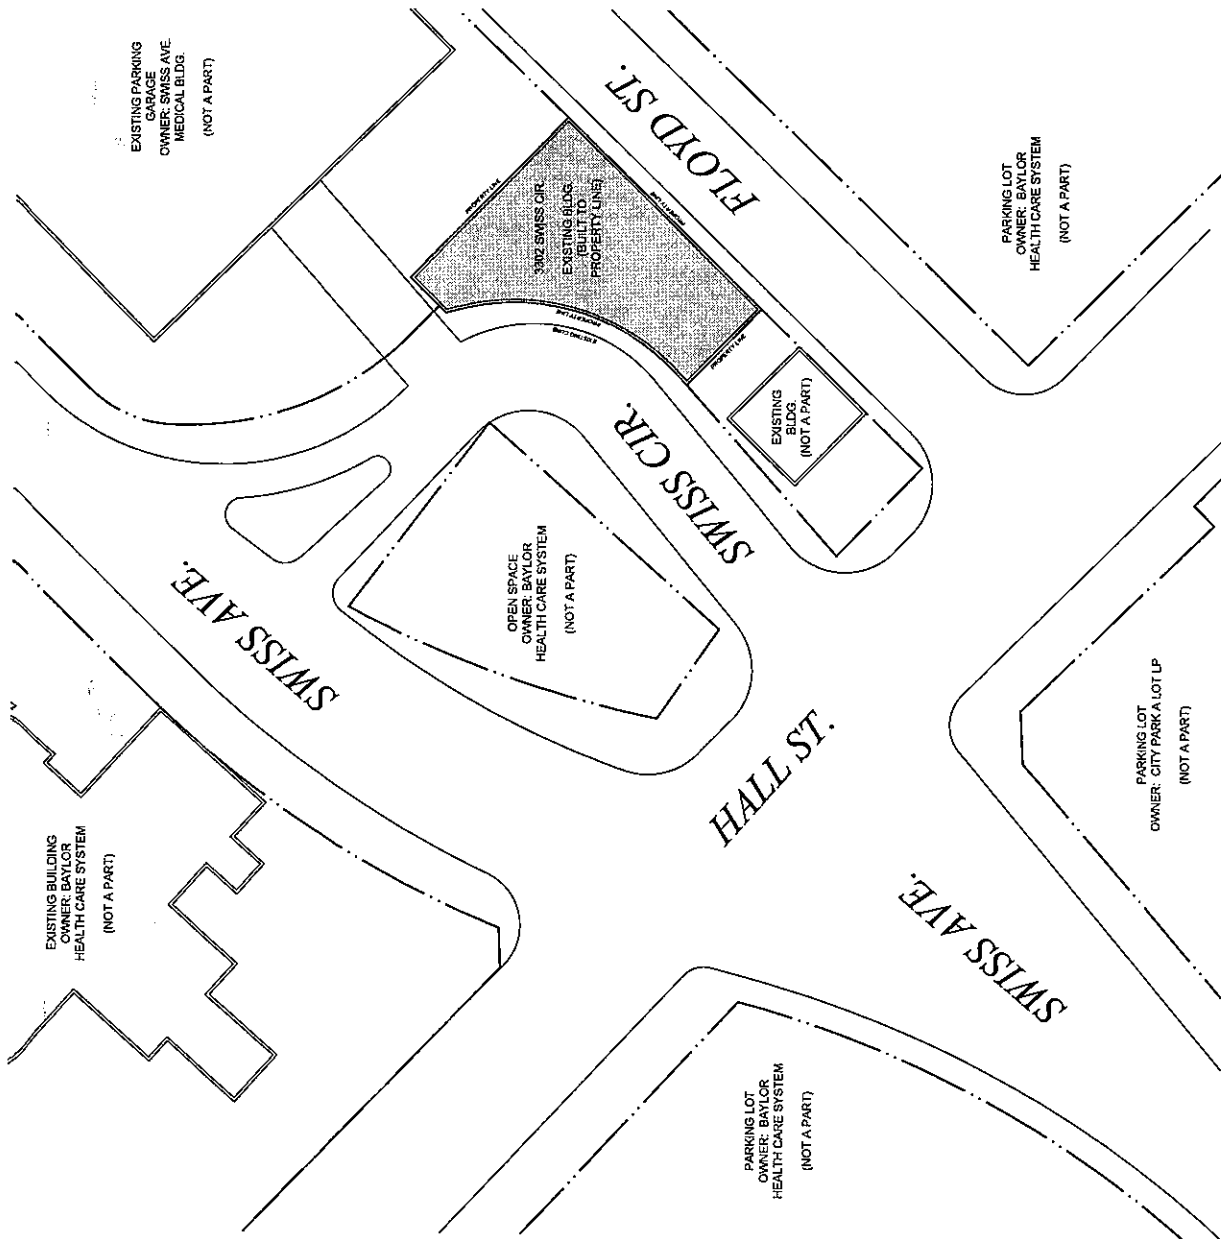 EXISTING PARKING
GARAGE
OWNER: SWISS AVE.
MEDICAL BLDG.
(NOT A PART)
FLOYD ST.
PROPERTY LINE
3302 SWISS CIR.
EXISTING BLDG.
(BUILT TO
PROPERTY LINE)
PROPERTY LINE
PROPERTY LINE
EXISTING CURB
PROPERTY LINE
PARKING LOT
OWNER: BAYLOR
HEALTH CARE SYSTEM
(NOT A PART)
EXISTING
BLDG.
(NOT A PART)
SWISS CIR.
OPEN SPACE
OWNER: BAYLOR
HEALTH CARE SYSTEM
(NOT A PART)
SWISS AVE.
EXISTING BUILDING
OWNER: BAYLOR
HEALTH CARE SYSTEM
(NOT A PART)
HALL ST.
PARKING LOT
OWNER: CITY PARK A LOT LP
(NOT A PART)
SWISS AVE.
PARKING LOT
OWNER: BAYLOR
HEALTH CARE SYSTEM
(NOT A PART)